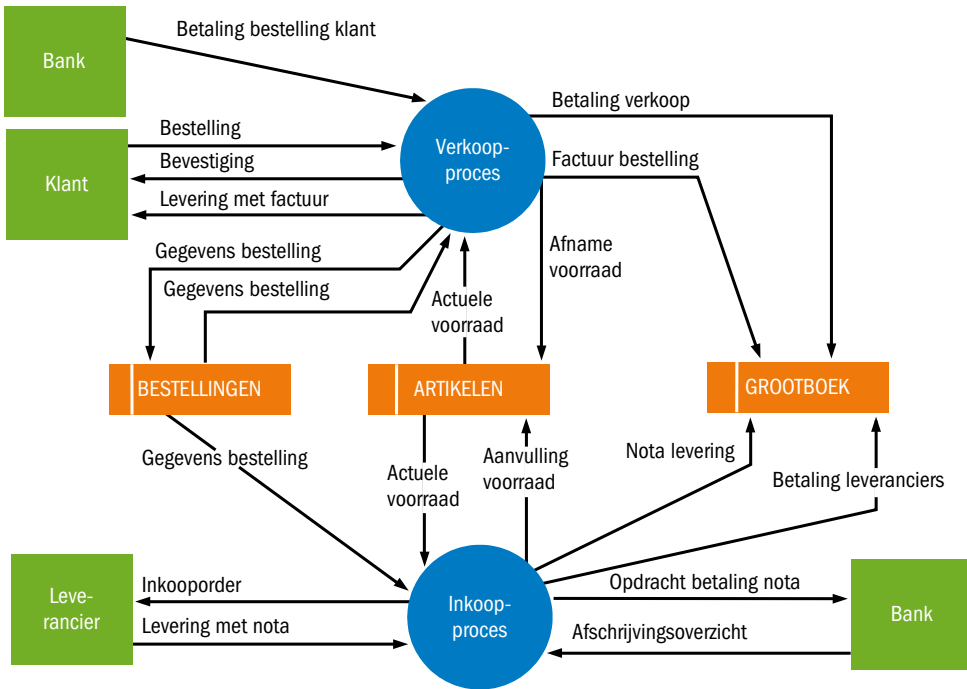 Betaling bestelling klant
Bank
Betaling verkoop
Bestelling
Verkoop-
proces
Bevestiging
Factuur bestelling
Klant
Levering met factuur
Gegevens bestelling
Afname
voorraad
Gegevens bestelling
Actuele
voorraad
BESTELLINGEN
ARTIKELEN
GROOTBOEK
Gegevens bestelling
Actuele
voorraad
Aanvulling
voorraad
Nota levering
Betaling leveranciers
Inkooporder
Opdracht betaling nota
Leve-
rancier
Inkoop-
proces
Bank
Levering met nota
Afschrijvingsoverzicht